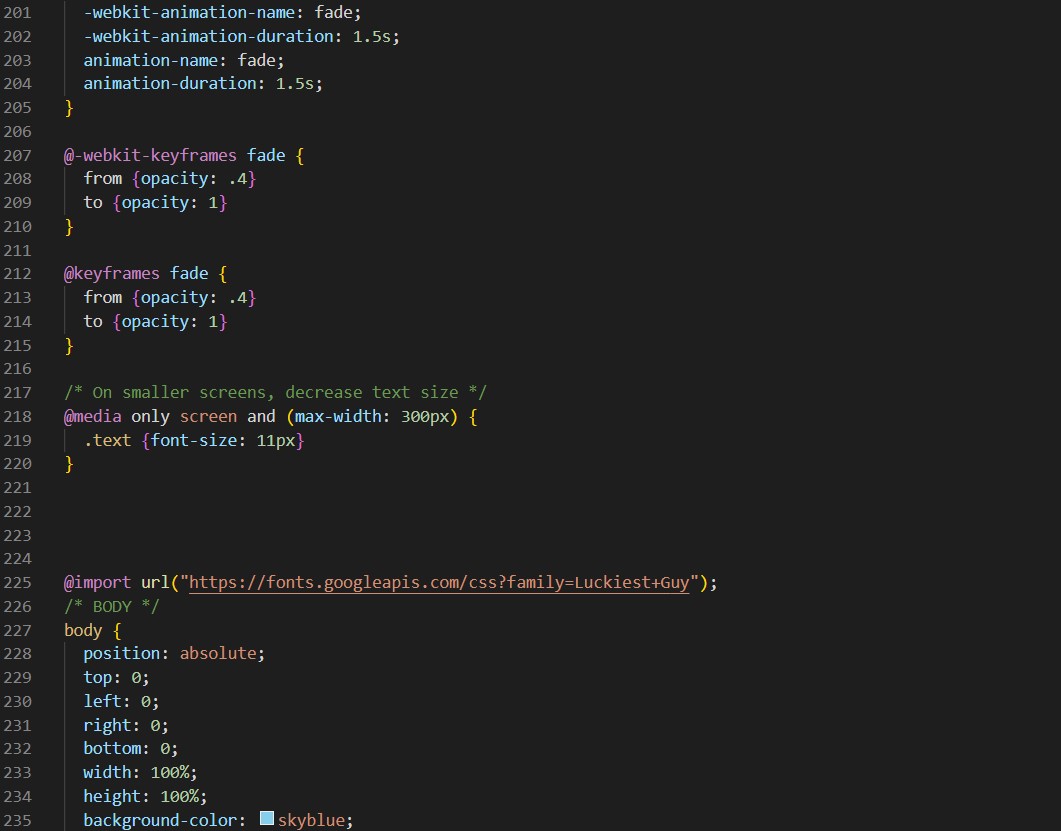 201 -webkit-animation-name: fade;
202 -webkit-animation-duration: 1.5s;
203 animation-name: fade;
204 animation-duration: 1.5s;
205 }
206
207 @-webkit-keyframes fade {
208 from {opacity: .4}
209 to {opacity: 1}
210 }
211
212 @keyframes fade {
213 from {opacity: .4}
214 to {opacity: 1}
215 }
216
217 /* On smaller screens, decrease text size */
218 @media only screen and (max-width: 300px) {
219 .text {font-size: 11px}
220 }
221
222
223
224
225 @import url("https://fonts.googleapis.com/css?family=Luckiest+Guy");
226 /* BODY */
227 body {
228 position: absolute;
229 top: 0;
230 left: 0;
231 right: 0;
232 bottom: 0;
233 width: 100%;
234 height: 100%;
235 background-color: skyblue;